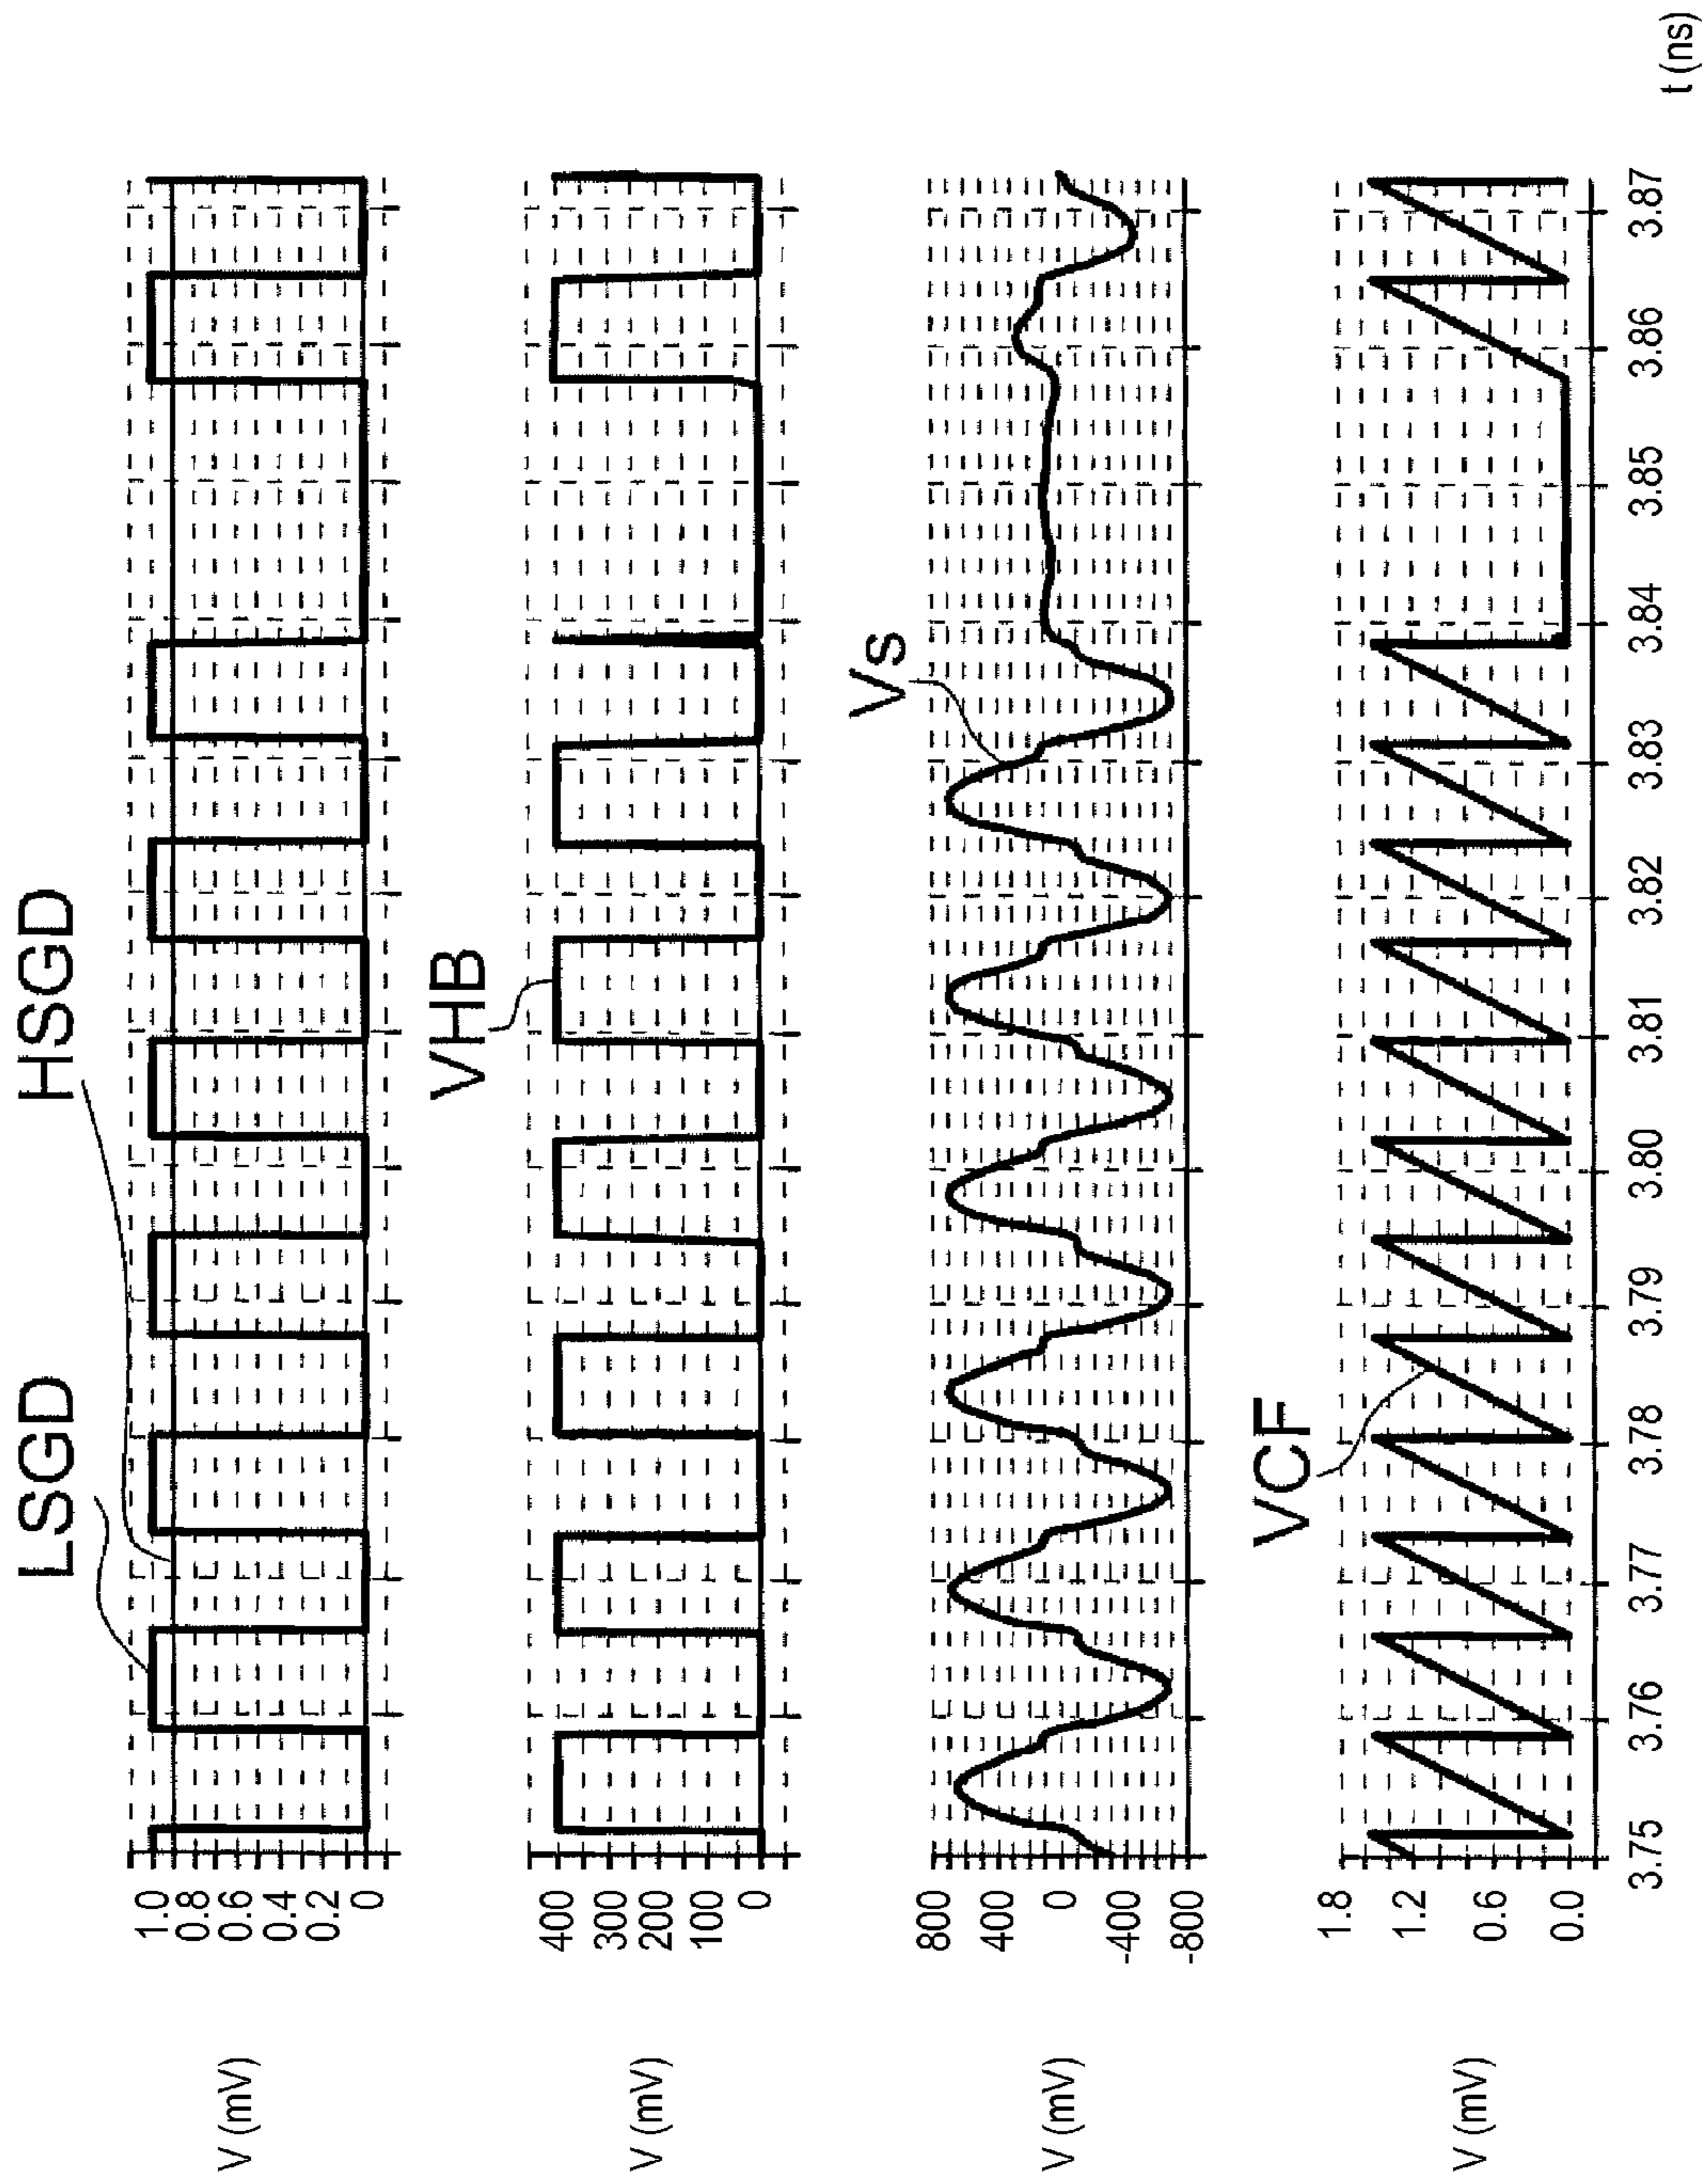 LSGD
HSGD
V (mV)
1.0
0.8
0.6
0.4
0.2
0
VHB
V (mV)
400
300
200
100
0
Vs
V (mV)
800
400
0
-400
-800
VCF
V (mV)
1.8
1.2
0.6
0.0
3.75 3.76 3.77 3.78 3.79 3.80 3.81 3.82 3.83 3.84 3.85 3.86 3.87
t (ns)